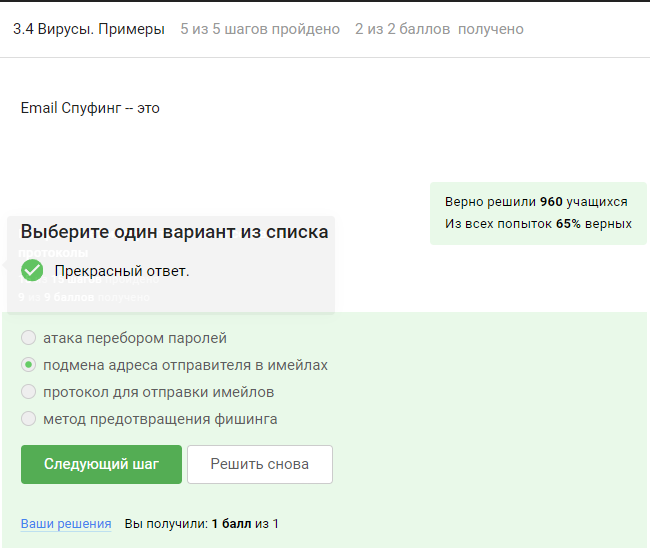 3.4 Вирусы. Примеры 5 из 5 шагов пройдено 2 из 2 баллов получено
Email Спуфинг -- это
Верно решили 960 учащихся
Из всех попыток 65% верных
Выберите один вариант из списка
протоколы
Прекрасный ответ.
9 из 9 баллов получено
атака перебором паролей
подмена адреса отправителя в имейлах
протокол для отправки имейлов
метод предотвращения фишинга
Следующий шаг Решить снова
Ваши решения Вы получили: 1 балл из 1